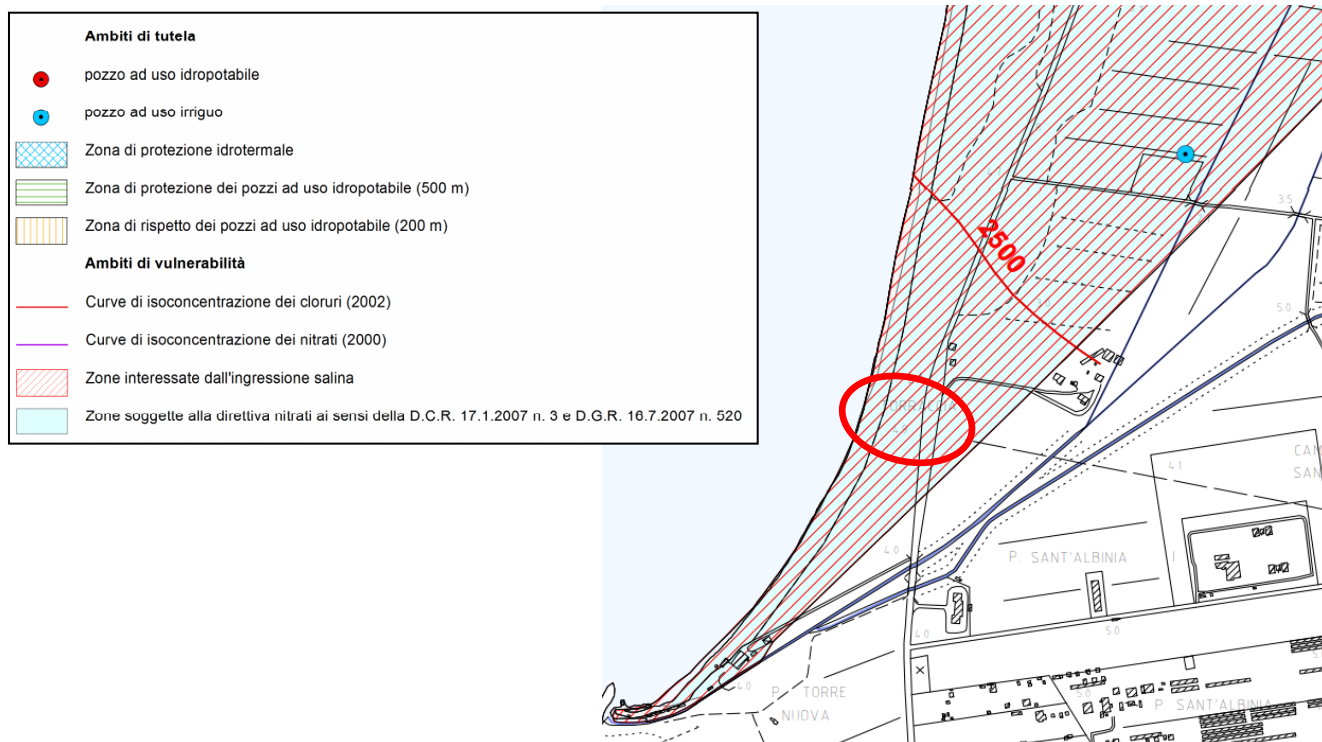 Ambiti di tutela
pozzo ad uso idropotabile
pozzo ad uso irriguo
Zona di protezione idrotermale
Zona di protezione dei pozzi ad uso idropotabile (500 m)
Zona di rispetto dei pozzi ad uso idropotabile (200 m)
Ambiti di vulnerabilità
Curve di isoconcentrazione dei cloruri (2002)
Curve di isoconcentrazione dei nitrati (2000)
Zone interessate dall'ingressione salina
Zone soggette alla direttiva nitrati ai sensi della D.C.R. 17.1.2007 n. 3 e D.G.R. 16.7.2007 n. 520
3.5
2500
5.0
CAM
SAN
4.1
4.0
P. SANT'ALBINIA
4.0
5.0
4.0
P. TORRE
NUOVA
5.0
P. SANT'ALBINIA